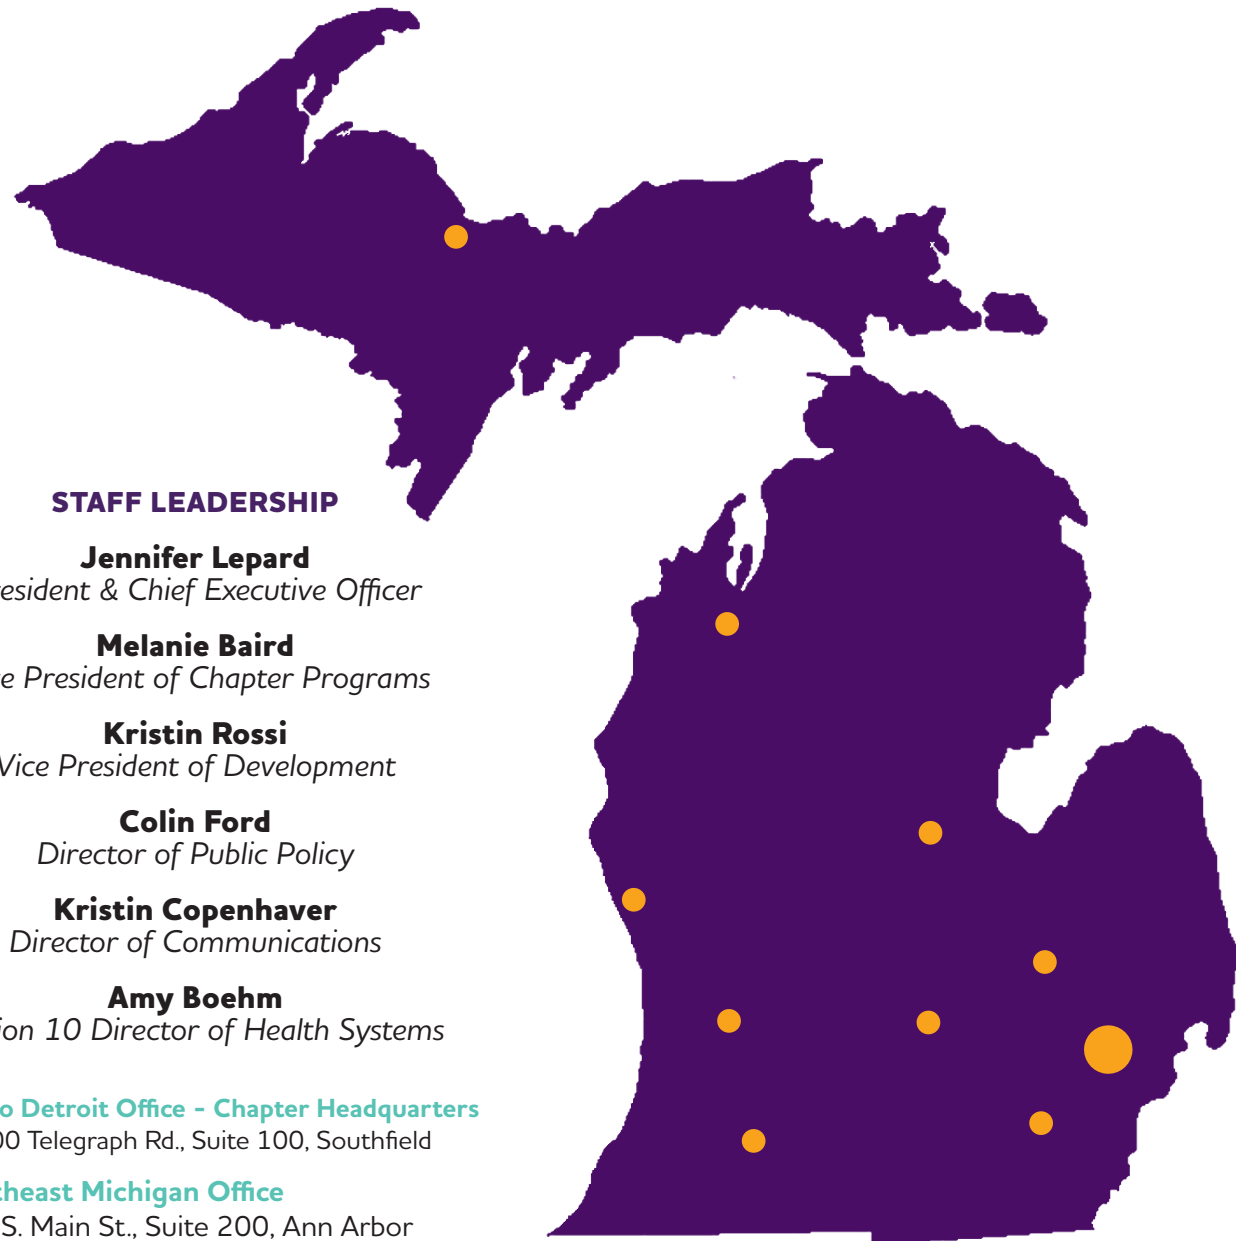 STAFF LEADERSHIP
Jennifer Lepard
esident & Chief Executive Officer
Melanie Baird
e President of Chapter Programs
Kristin Rossi
Vice President of Development
Colin Ford
Director of Public Policy
Kristin Copenhaver
Director of Communications
Amy Boehm
ion 10 Director of Health Systems
o Detroit Office - Chapter Headquarters
00 Telegraph Rd., Suite 100, Southfield
heast Michigan Office
S. Main St., Suite 200, Ann Arbor